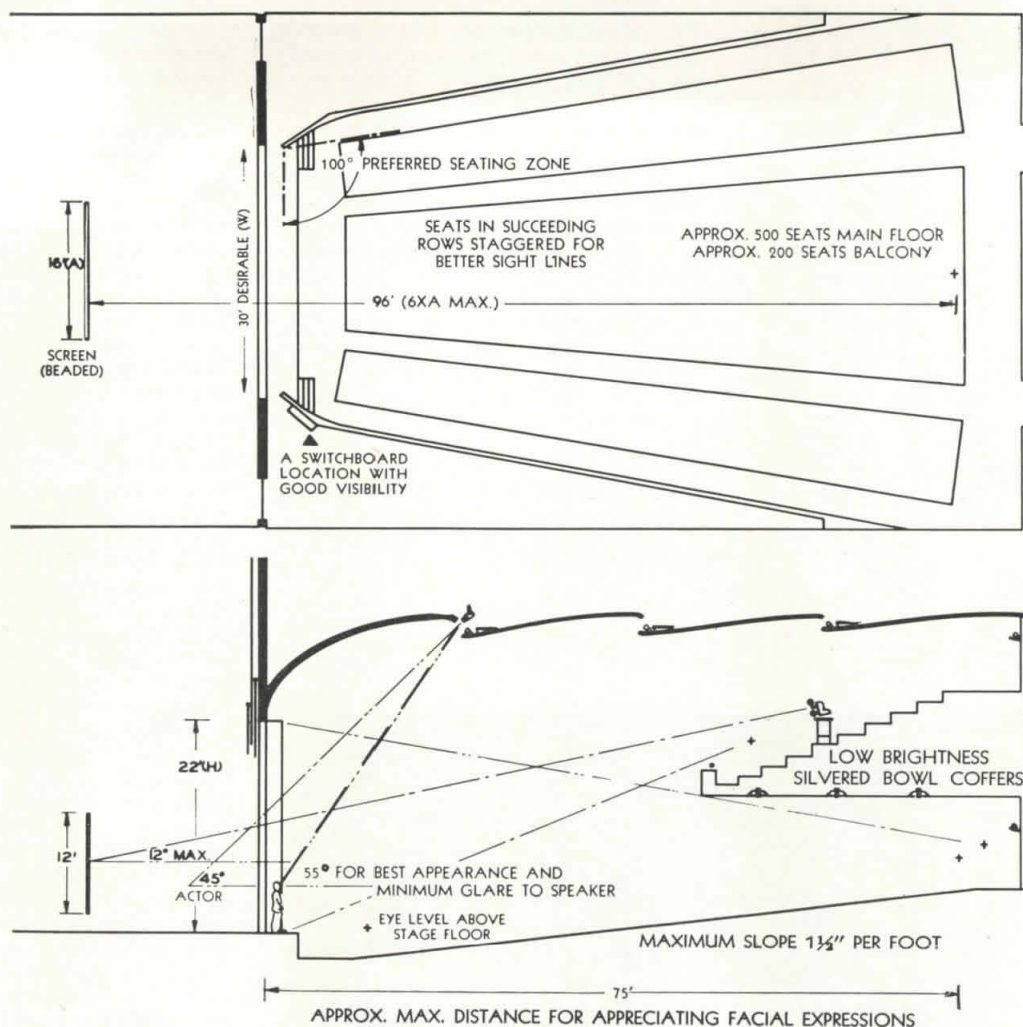 100° PREFERRED SEATING ZONE
SEATS IN SUCCEEDING
ROWS STAGGERED FOR
BETTER SIGHT LINES
APPROX. 500 SEATS MAIN FLOOR
APPROX. 200 SEATS BALCONY
16'(A)
30' DESIRABLE (W)
96' (6XA MAX.)
SCREEN
(BEADED)
A SWITCHBOARD
LOCATION WITH
GOOD VISIBILITY
22'(H)
LOW BRIGHTNESS
SILVERED BOWL COFFERS
12'
12° MAX.
45°
ACTOR
55° FOR BEST APPEARANCE AND
MINIMUM GLARE TO SPEAKER
+ EYE LEVEL ABOVE
STAGE FLOOR
MAXIMUM SLOPE 1½" PER FOOT
75'
APPROX. MAX. DISTANCE FOR APPRECIATING FACIAL EXPRESSIONS